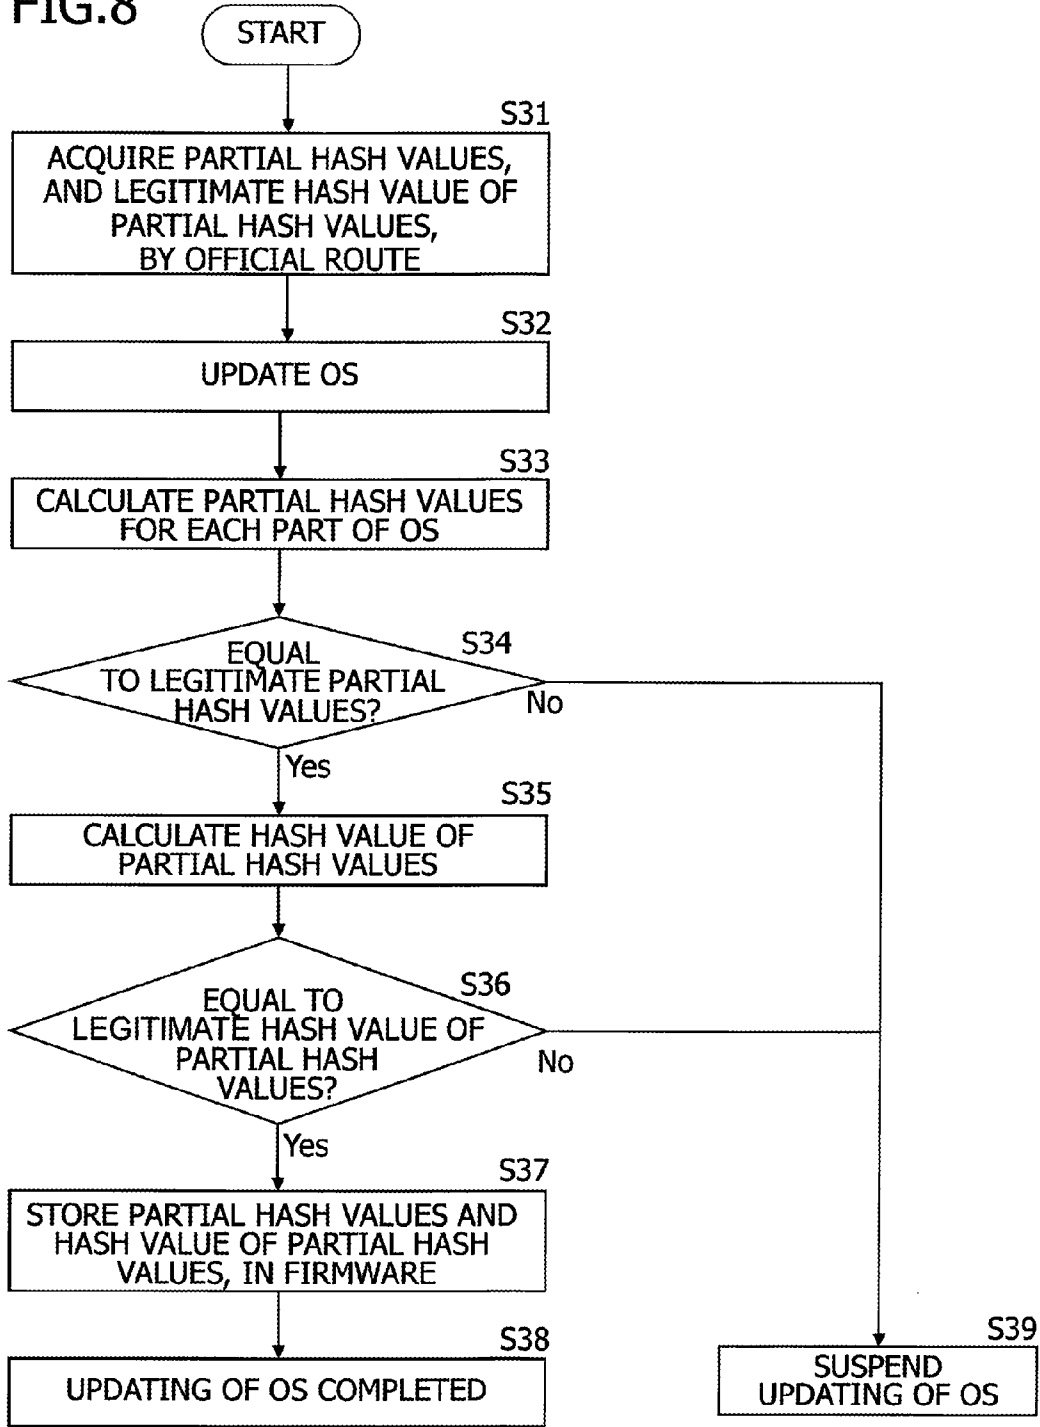 FIG.8
START
S31
ACQUIRE PARTIAL HASH VALUES,
AND LEGITIMATE HASH VALUE OF
PARTIAL HASH VALUES,
BY OFFICIAL ROUTE
S32
UPDATE OS
S33
CALCULATE PARTIAL HASH VALUES
FOR EACH PART OF OS
S34
EQUAL
TO LEGITIMATE PARTIAL
HASH VALUES?
No
Yes
S35
CALCULATE HASH VALUE OF
PARTIAL HASH VALUES
S36
EQUAL TO
LEGITIMATE HASH VALUE OF
PARTIAL HASH
VALUES?
No
Yes
S37
STORE PARTIAL HASH VALUES AND
HASH VALUE OF PARTIAL HASH
VALUES, IN FIRMWARE
S38
UPDATING OF OS COMPLETED
S39
SUSPEND
UPDATING OF OS